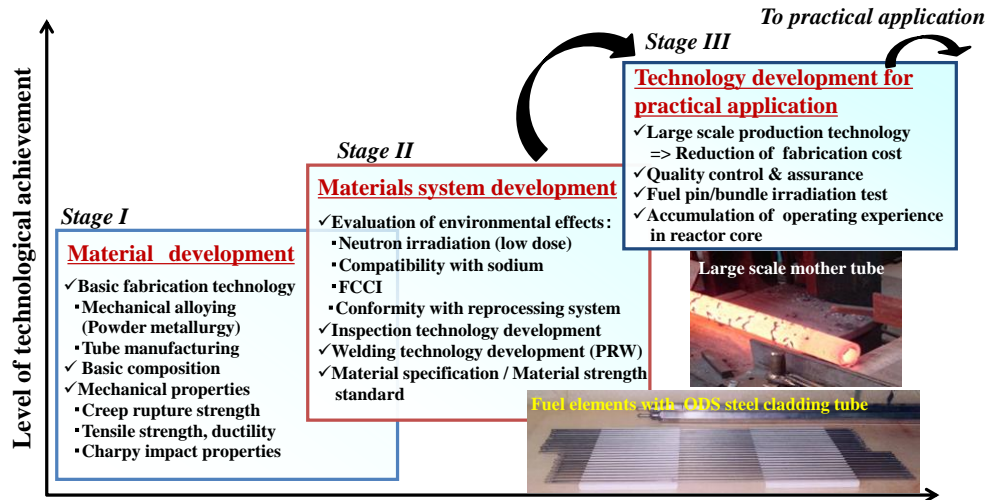 To practical application
Stage III
Technology development for
practical application
✓Large scale production technology
=> Reduction of fabrication cost
✓Quality control & assurance
✓Fuel pin/bundle irradiation test
✓Accumulation of operating experience
in reactor core
Stage II
Materials system development
✓Evaluation of environmental effects:
▪Neutron irradiation (low dose)
▪Compatibility with sodium
▪FCCI
▪Conformity with reprocessing system
✓Inspection technology development
✓Welding technology development (PRW)
✓Material specification / Material strength
standard
Stage I
Material development
✓Basic fabrication technology
▪Mechanical alloying
(Powder metallurgy)
▪Tube manufacturing
✓Basic composition
✓Mechanical properties
▪Creep rupture strength
▪Tensile strength, ductility
▪Charpy impact properties
Large scale mother tube
Fuel elements with ODS steel cladding tube
Level of technological achievement